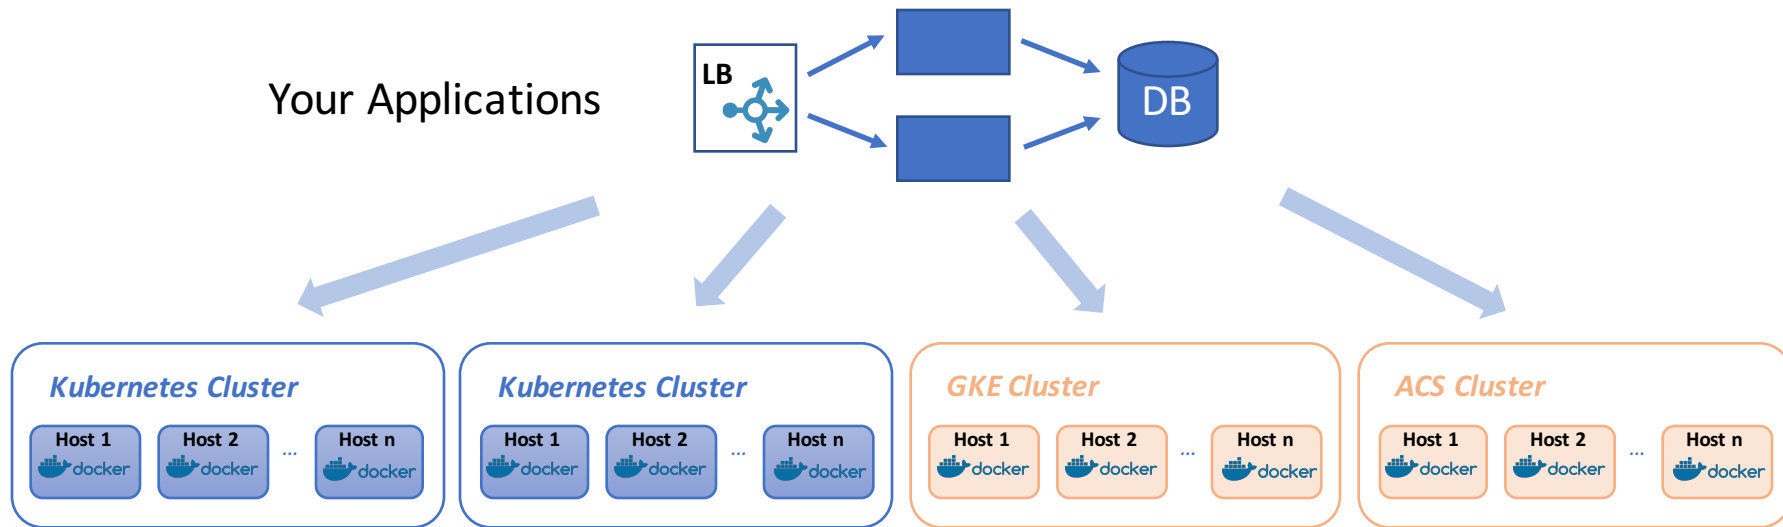 LB
Your Applications
DB
Kubernetes Cluster
Host 1
Host 2
...
Host n
docker
docker
docker
Kubernetes Cluster
Host 1
Host 2
...
Host n
docker
docker
docker
GKE Cluster
Host 1
Host 2
...
Host n
docker
docker
docker
ACS Cluster
Host 1
Host 2
...
Host n
docker
docker
docker